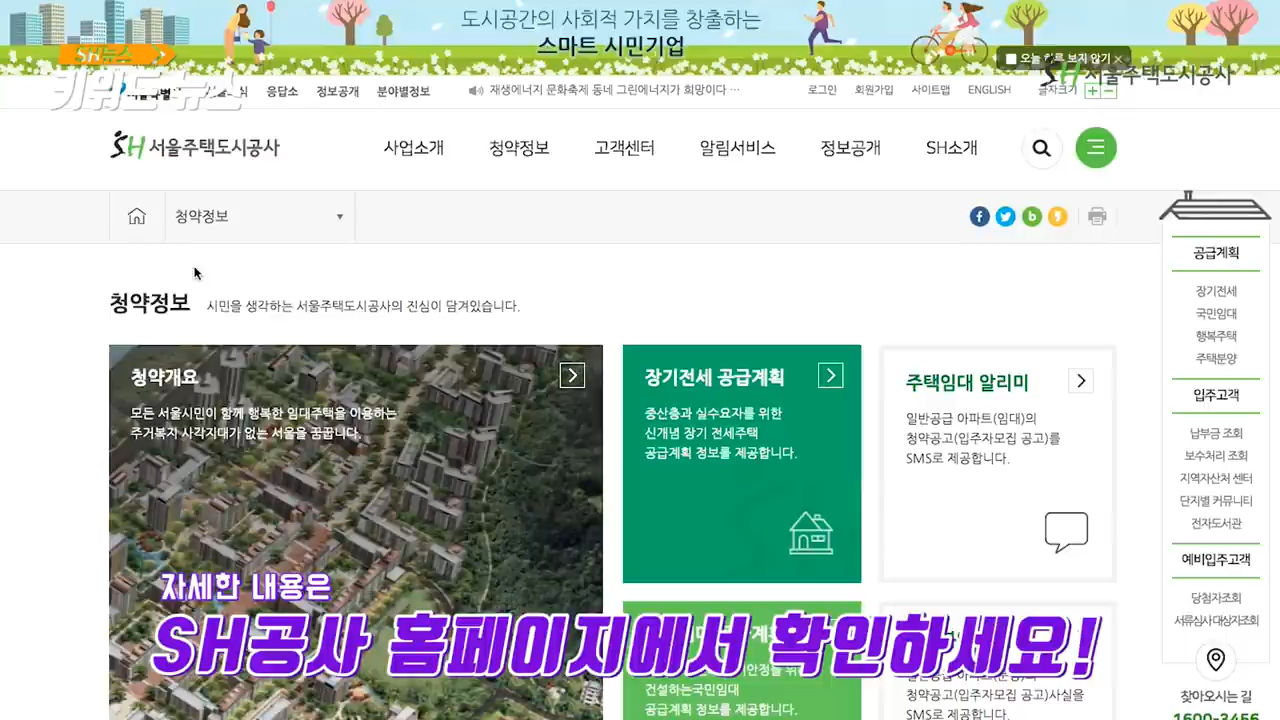 도시공간의 사회적 가치를 창출하는
스마트 시민기업
SH뉴스
키워드 뉴스
오늘 하루 보지 않기 ×
SH 서울주택도시공사
응답소
정보공개
분야별정보
재생에너지 문화축제 동네 그린에너지가 희망이다 ···
로그인
회원가입
사이트맵
ENGLISH
글자크기
SH 서울주택도시공사
사업소개
청약정보
고객센터
알림서비스
정보공개
SH소개
청약정보
청약정보
시민을 생각하는 서울주택도시공사의 진심이 담겨있습니다.
청약개요
모든 서울시민이 함께 행복한 임대주택을 이용하는
주거복지 사각지대가 없는 서울을 꿈꿉니다.
장기전세 공급계획
중산층과 실수요자를 위한
신개념 장기 전세주택
공급계획 정보를 제공합니다.
주택임대 알리미
일반공급 아파트(임대)의
청약공고(입주자모집 공고)를
SMS로 제공합니다.
건설하는국민임대
공급계획 정보를 제공합니다.
청약공고(입주자모집 공고)사실을
SMS로 제공합니다.
자세한 내용은
SH공사 홈페이지에서 확인하세요!
공급계획
장기전세
국민임대
행복주택
주택분양
입주고객
납부금 조회
보수처리 조회
지역자산처 센터
단지별 커뮤니티
전자도서관
예비입주고객
당첨자조회
서류심사 대상자조회
찾아오시는 길
1600-3456